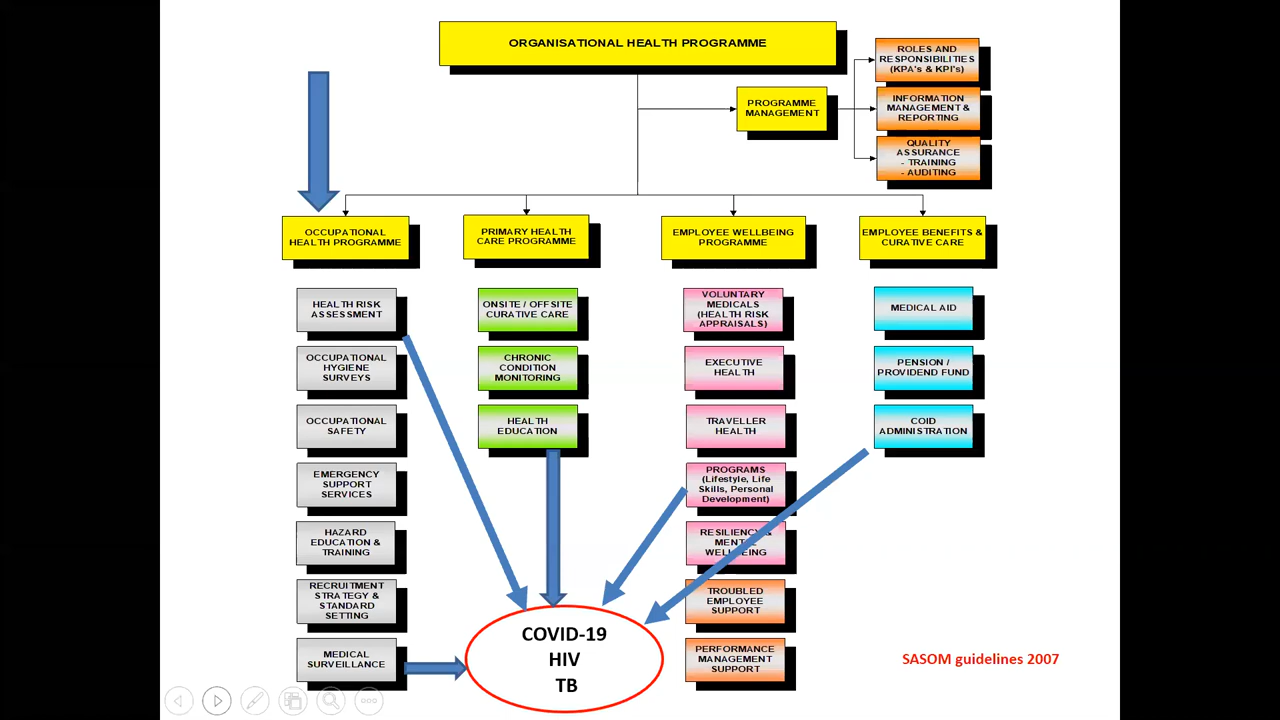 ORGANISATIONAL HEALTH PROGRAMME
ROLES AND
RESPONSIBILITIES
(KPA's & KPI's)
PROGRAMME
MANAGEMENT
INFORMATION
MANAGEMENT &
REPORTING
QUALITY
ASSURANCE
- TRAINING
- AUDITING
OCCUPATIONAL
HEALTH PROGRAMME
PRIMARY HEALTH
CARE PROGRAMME
EMPLOYEE WELLBEING
PROGRAMME
EMPLOYEE BENEFITS &
CURATIVE CARE
HEALTH RISK
ASSESSMENT
OCCUPATIONAL
HYGIENE
SURVEYS
OCCUPATIONAL
SAFETY
EMERGENCY
SUPPORT
SERVICES
HAZARD
EDUCATION &
TRAINING
RECRUITMENT
STRATEGY &
STANDARD
SETTING
MEDICAL
SURVEILLANCE
ONSITE / OFFSITE
CURATIVE CARE
CHRONIC
CONDITION
MONITORING
HEALTH
EDUCATION
VOLUNTARY
MEDICALS
(HEALTH RISK
APPRAISALS)
EXECUTIVE
HEALTH
TRAVELLER
HEALTH
PROGRAMS
(Lifestyle, Life
Skills, Personal
Development)
RESILIENCY &
MENTAL
WELLBEING
TROUBLED
EMPLOYEE
SUPPORT
PERFORMANCE
MANAGEMENT
SUPPORT
MEDICAL AID
PENSION /
PROVIDEND FUND
COID
ADMINISTRATION
COVID-19
HIV
TB
SASOM guidelines 2007